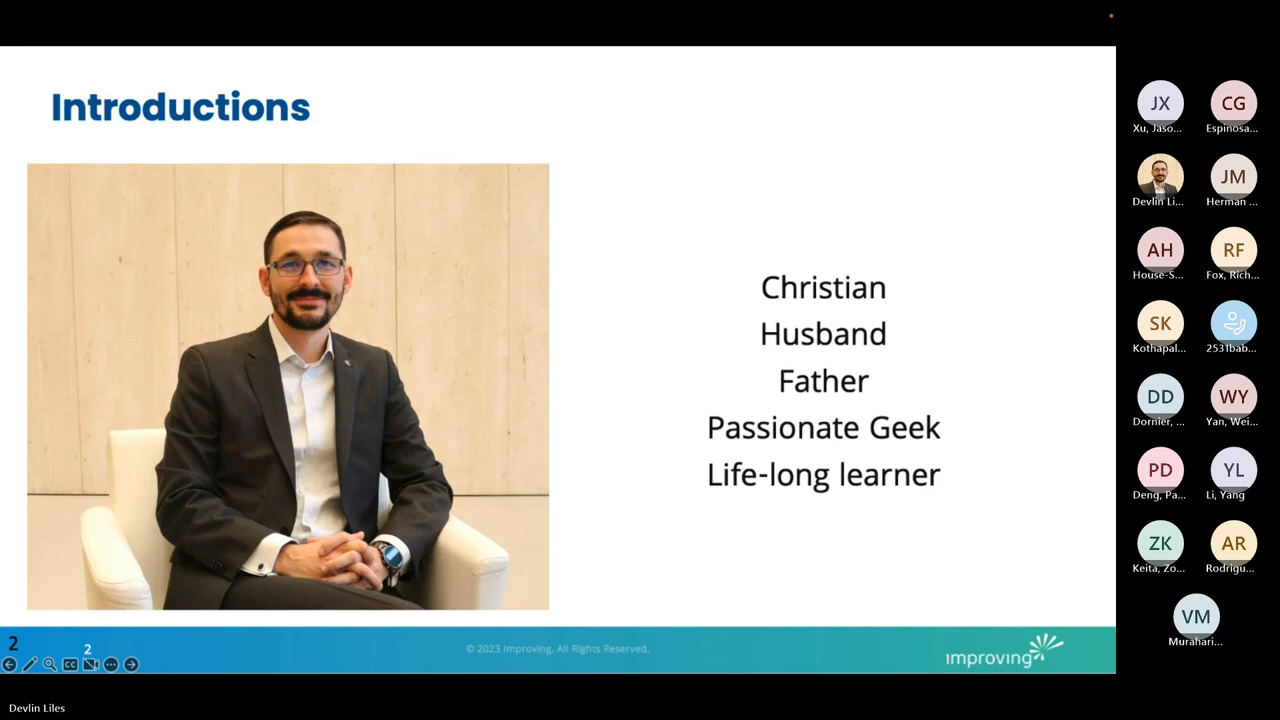 Introductions
Christian
Husband
Father
Passionate Geek
Life-long learner
2
2
CC
© 2023 Improving. All Rights Reserved.
improving
Devlin Liles
JX
Xu, Jaso...
CG
Espinosa...
Devlin Li...
JM
Herman ...
AH
House-S...
RF
Fox, Rich...
SK
Kothapal...
2531bab...
DD
Dornier, ...
WY
Yan, Wei...
PD
Deng, Pa...
YL
Li, Yang
ZK
Keita, Zo...
AR
Rodrigu...
VM
Murahari...